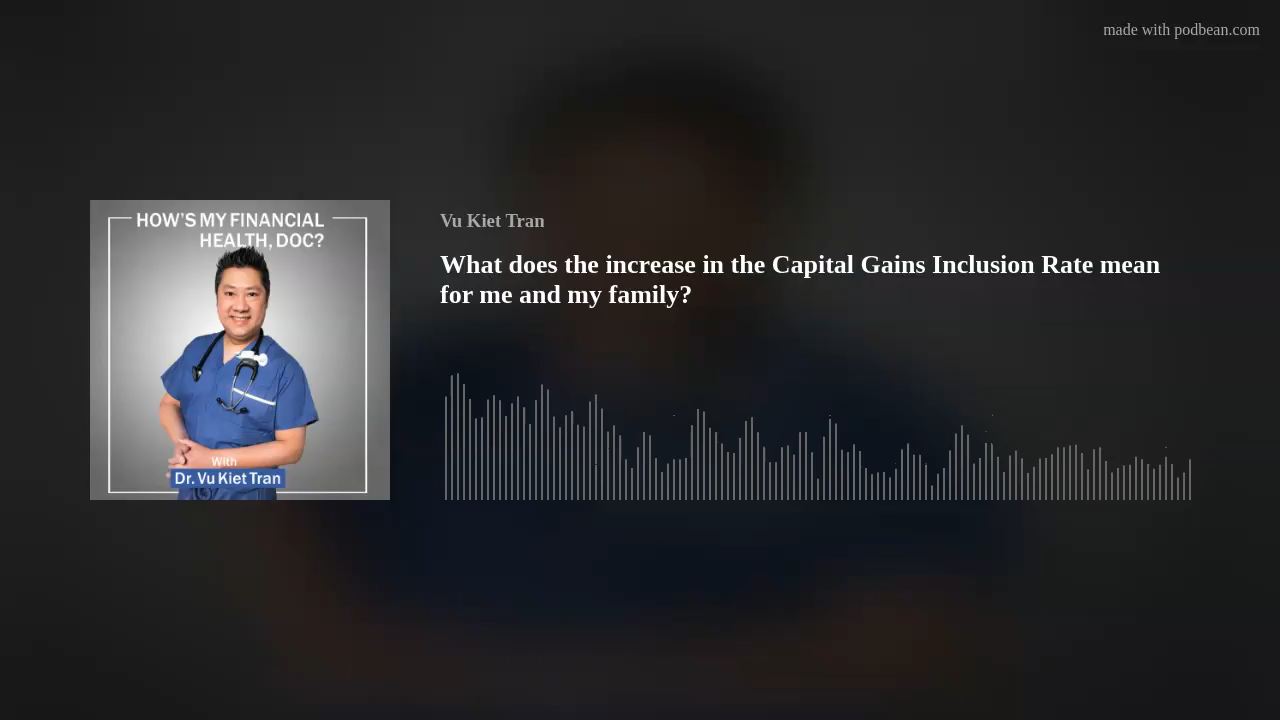 made with podbean.com
HOW'S MY FINANCIAL
HEALTH, DOC?
With
Dr. Vu Kiet Tran
Vu Kiet Tran
What does the increase in the Capital Gains Inclusion Rate mean
for me and my family?